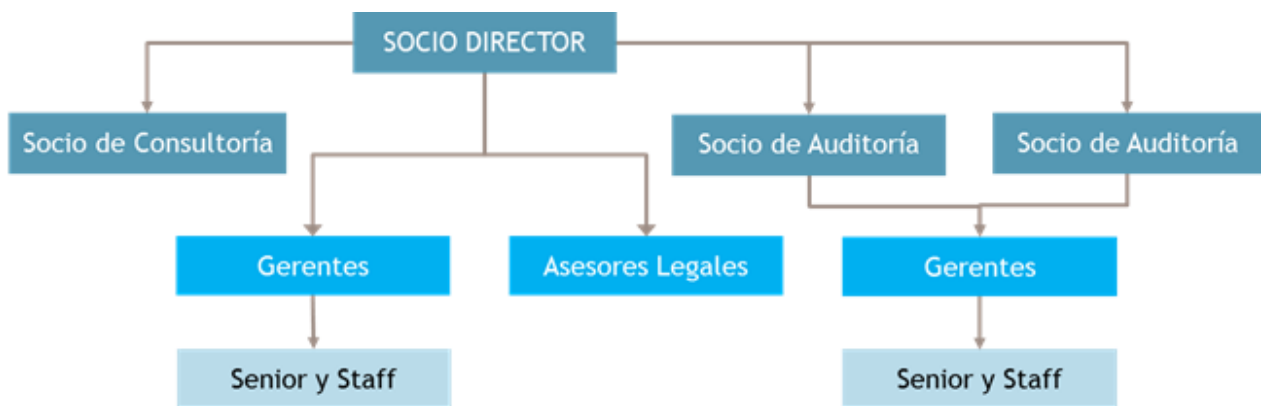 SOCIO DIRECTOR
Socio de Consultoría
Socio de Auditoría
Socio de Auditoría
Gerentes
Asesores Legales
Gerentes
Senior y Staff
Senior y Staff